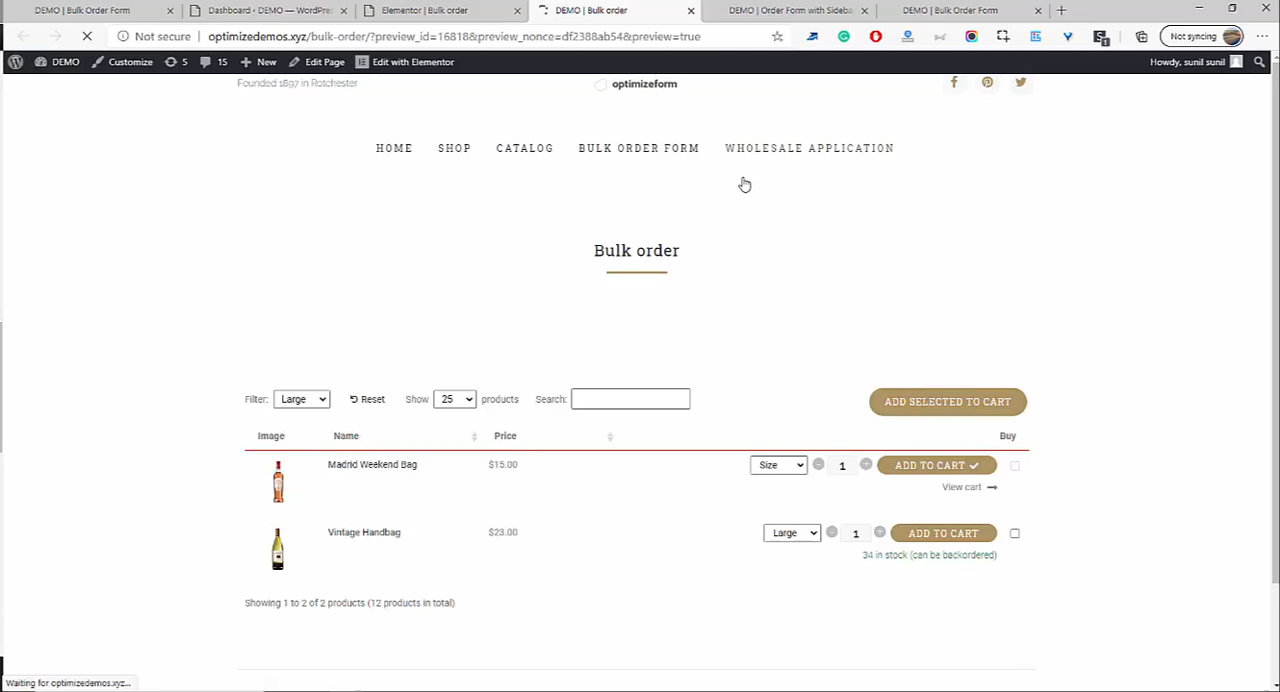 DEMO | Bulk Order Form
Dashboard ‹ DEMO — WordPres
Elementor | Bulk order
DEMO | Bulk order
DEMO | Order Form with Sideba
DEMO | Bulk Order Form
Not secure
optimizedemos.xyz/bulk-order/?preview_id=16818&preview_nonce=df2388ab54&preview=true
Not syncing
DEMO
Customize
5
15
New
Edit Page
Edit with Elementor
Howdy, sunil sunil
Founded 1897 in Rotchester
optimizeform
HOME
SHOP
CATALOG
BULK ORDER FORM
WHOLESALE APPLICATION
Bulk order
Filter:
Large
Reset
Show
25
products
Search:
ADD SELECTED TO CART
Image
Name
Price
Buy
Madrid Weekend Bag
$15.00
Size
1
ADD TO CART ✓
View cart →
Vintage Handbag
$23.00
Large
1
ADD TO CART
34 in stock (can be backordered)
Showing 1 to 2 of 2 products (12 products in total)
Waiting for optimizedemos.xyz...